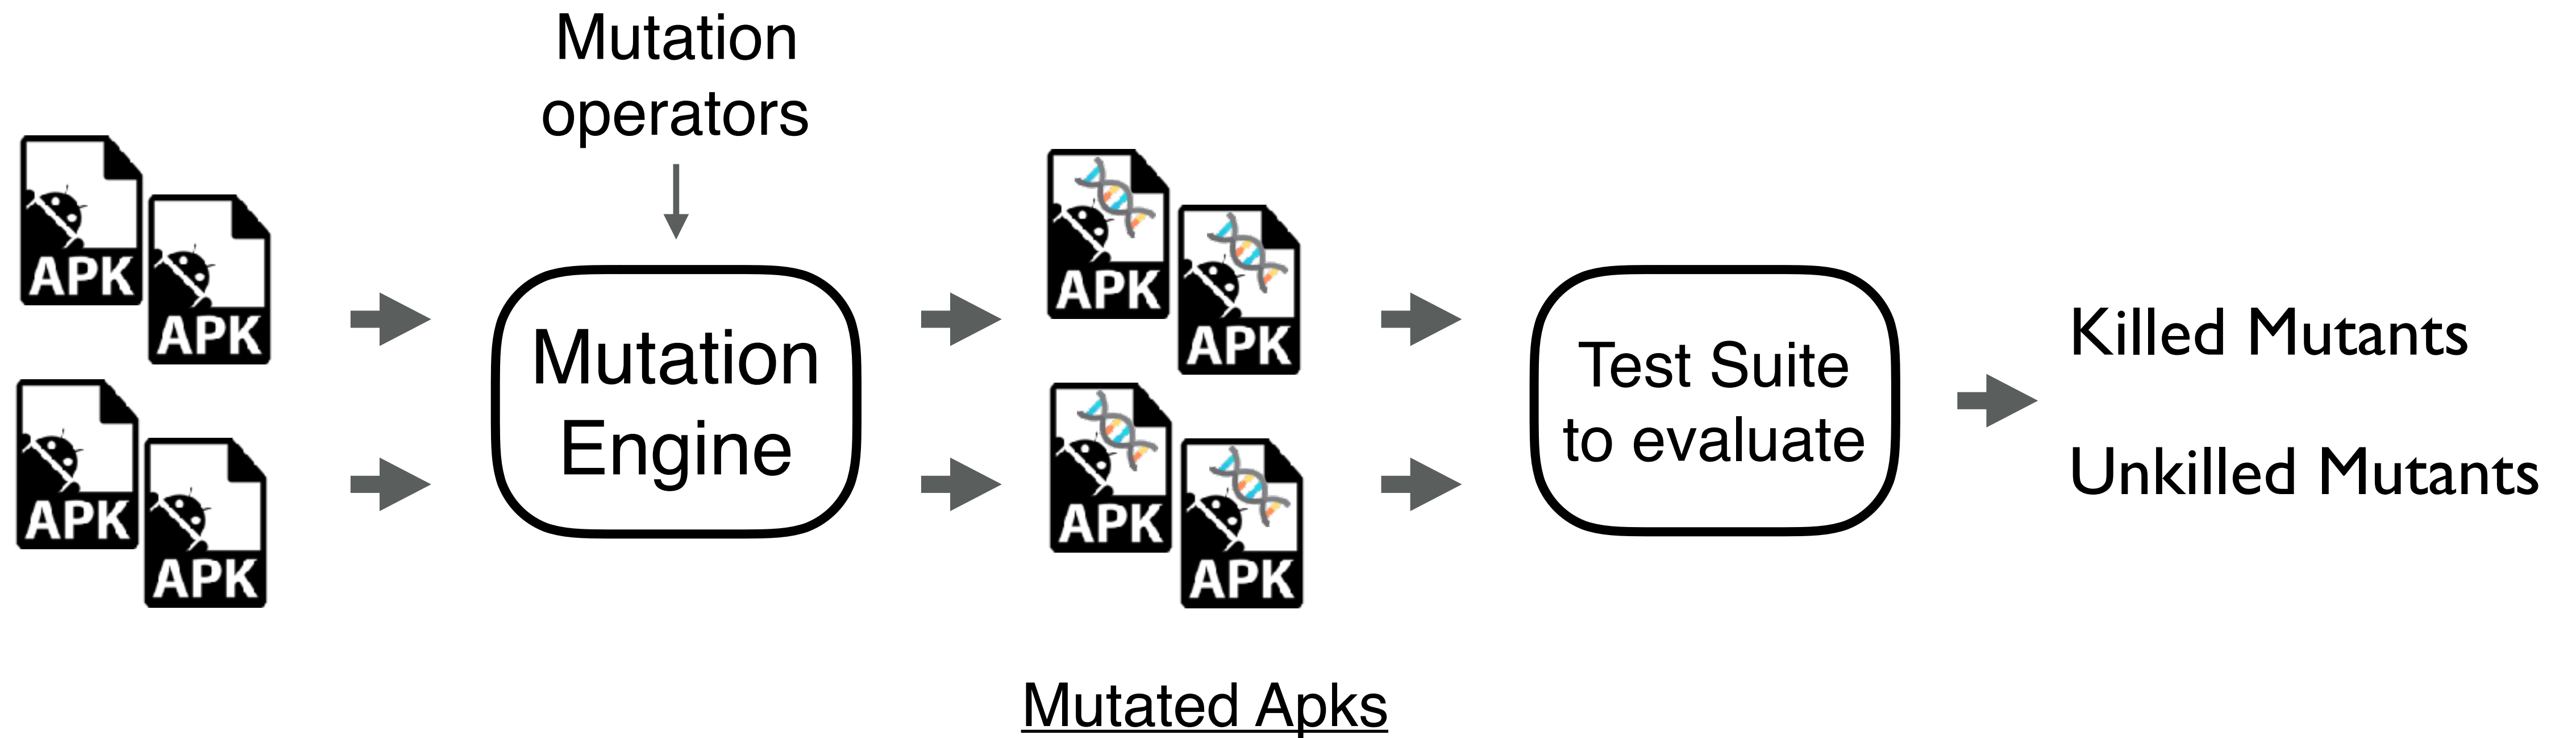 Mutation
operators
APK
APK
APK
APK
Mutation
Engine
APK
APK
APK
APK
Mutated Apks
Test Suite
to evaluate
Killed Mutants
Unkilled Mutants